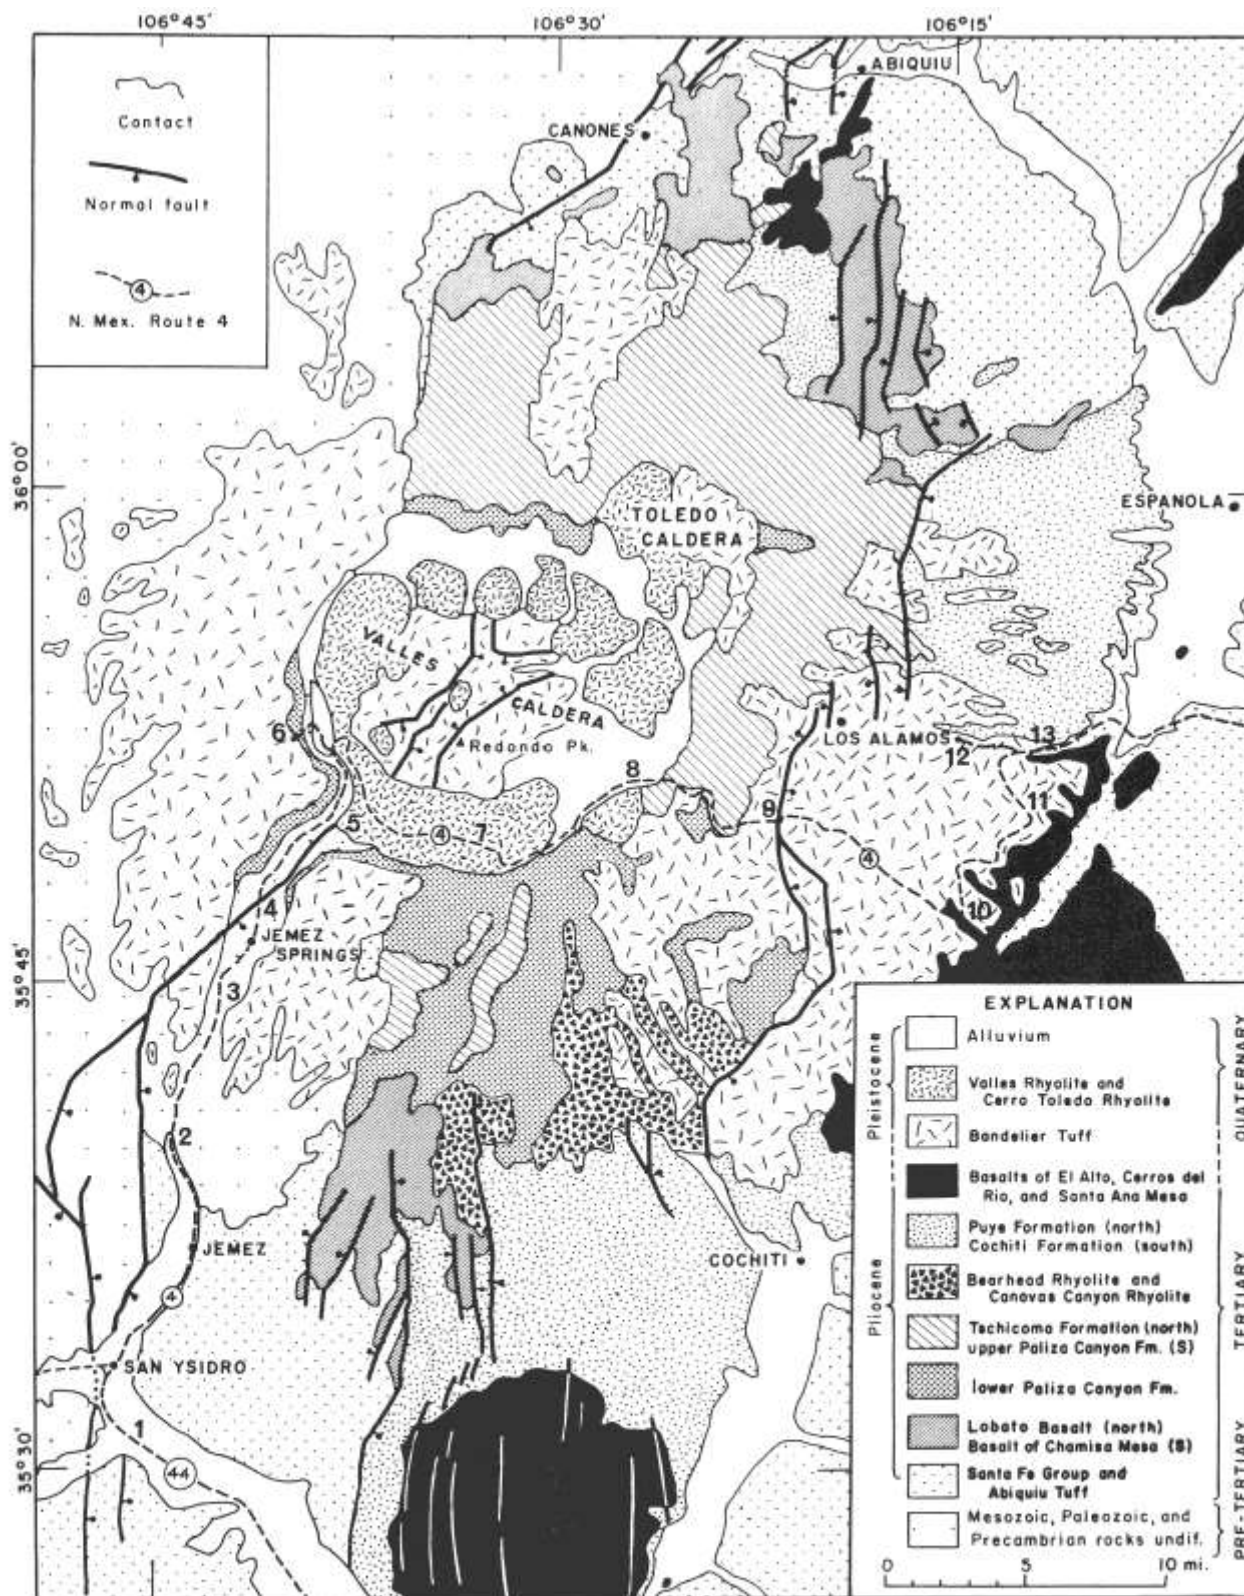 106°45'
106°30'
106°15'
Contact
Normal fault
4
N. Mex. Route 4
ABIQUIU
CANONES
36°00'
TOLEDO
CALDERA
ESPANOLA
VALLES
CALDERA
Redondo Pk.
LOS ALAMOS
6
8
12
13
11
5
4
7
9
4
10
4
JEMEZ
SPRINGS
3
35°45'
2
JEMEZ
4
COCHITI
SAN YSIDRO
1
44
35°30'
EXPLANATION
Alluvium
Valles Rhyolite and
Cerro Toledo Rhyolite
Bandelier Tuff
Basalts of El Alto, Cerros del
Rio, and Santa Ana Mesa
Puye Formation (north)
Cochiti Formation (south)
Bearhead Rhyolite and
Canovas Canyon Rhyolite
Tschicoma Formation (north)
upper Paliza Canyon Fm. (S)
lower Paliza Canyon Fm.
Lobato Basalt (north)
Basalt of Chamisa Mesa (S)
Santa Fe Group and
Abiquiu Tuff
Mesozoic, Paleozoic, and
Precambrian rocks undif.
Pleistocene
Pliocene
QUATERNARY
TERTIARY
TERTIARY
PRE-TERTIARY
0 5 10 mi.